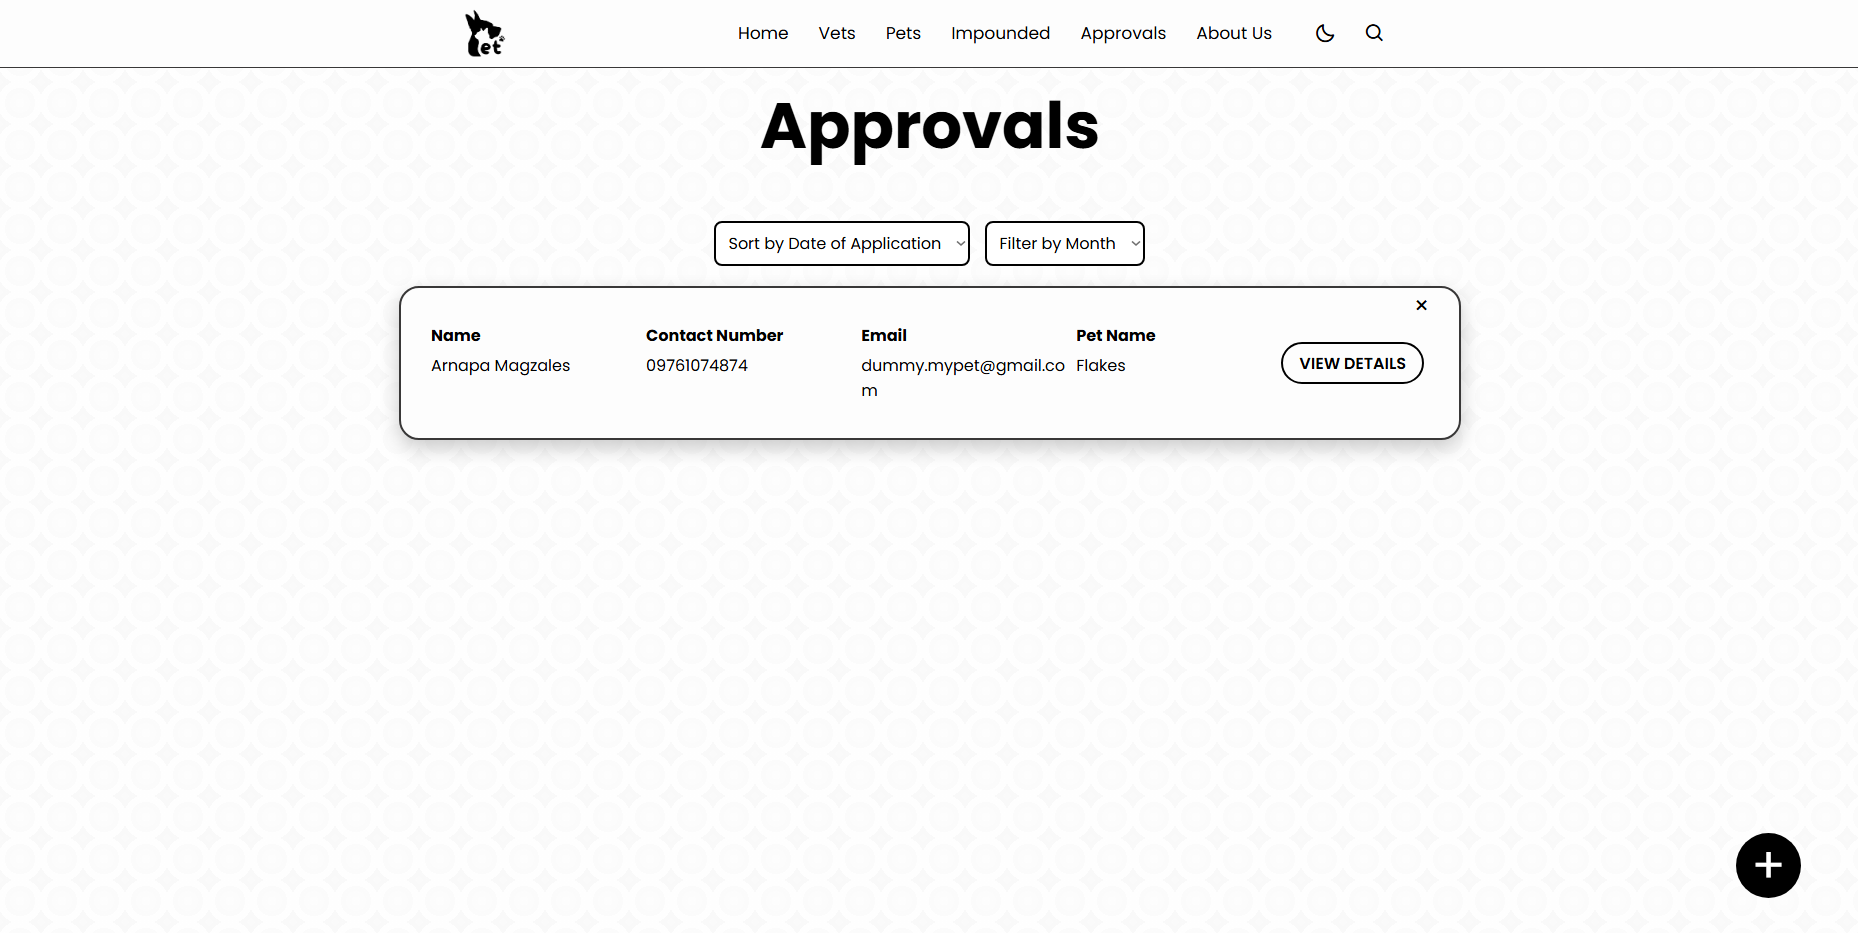 et
Home Vets Pets Impounded Approvals About Us
Approvals
Sort by Date of Application Filter by Month
Name Contact Number Email Pet Name
Arnapa Magzales 09761074874 dummy.mypet@gmail.co Flakes
m
VIEW DETAILS